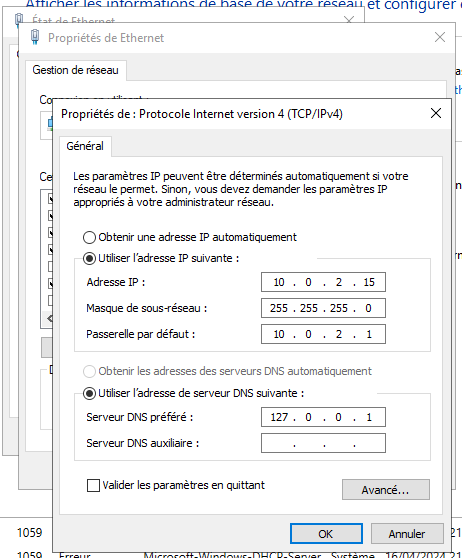 Afficher les informations de base de votre réseau et configurer
État de Ethernet
Propriétés de Ethernet
Gestion de réseau
Propriétés de : Protocole Internet version 4 (TCP/IPv4)
Général
Les paramètres IP peuvent être déterminés automatiquement si votre
réseau le permet. Sinon, vous devez demander les paramètres IP
appropriés à votre administrateur réseau.
Obtenir une adresse IP automatiquement
Utiliser l'adresse IP suivante :
Adresse IP :
10 . 0 . 2 . 15
Masque de sous-réseau :
255 . 255 . 255 . 0
Passerelle par défaut :
10 . 0 . 2 . 1
Obtenir les adresses des serveurs DNS automatiquement
Utiliser l'adresse de serveur DNS suivante :
Serveur DNS préféré :
127 . 0 . 0 . 1
Serveur DNS auxiliaire :
. . .
Valider les paramètres en quittant
Avancé...
OK
Annuler
1059
1059 Erreur Microsoft-Windows-DHCP-Server Système 16/04/2024 21